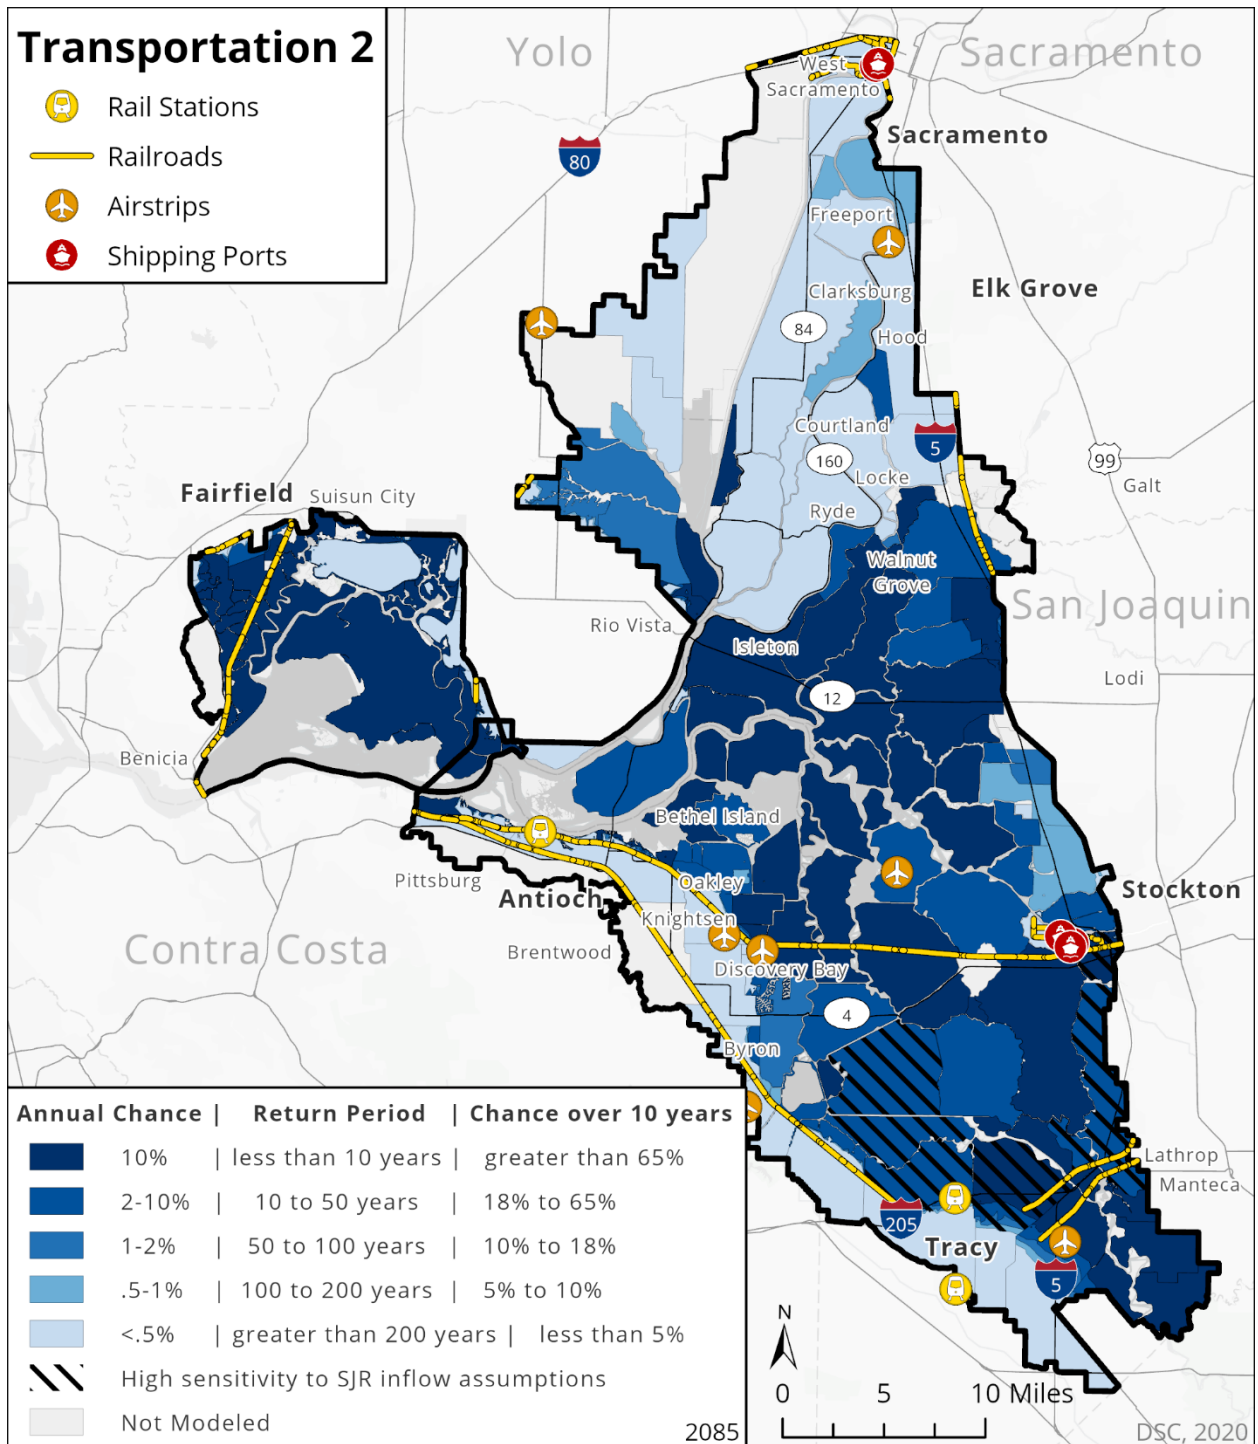 Transportation 2
Rail Stations
Railroads
Airstrips
Shipping Ports
Yolo
Sacramento
West
Sacramento
Sacramento
80
Freeport
Elk Grove
Clarksburg
84
Hood
Courtland
5
160
99
Galt
Locke
Fairfield
Suisun City
Ryde
Walnut
Grove
San Joaquin
Rio Vista
Isleton
Lodi
12
Benicia
Bethel Island
Pittsburg
Oakley
Antioch
Stockton
Knightsen
Contra Costa
Brentwood
Discovery Bay
4
Byron
Lathrop
Manteca
205
Tracy
5
Annual Chance | Return Period | Chance over 10 years
10% | less than 10 years | greater than 65%
2-10% | 10 to 50 years | 18% to 65%
1-2% | 50 to 100 years | 10% to 18%
.5-1% | 100 to 200 years | 5% to 10%
<.5% | greater than 200 years | less than 5%
High sensitivity to SJR inflow assumptions
Not Modeled
N
0 5 10 Miles
2085
DSC, 2020